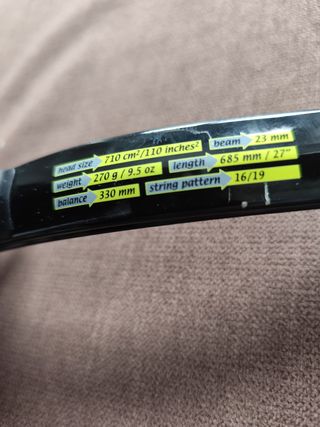 head size 710 cm²/110 inches² beam 23 mm
weight 270 g / 9.5 oz length 685 mm / 27"
balance 330 mm string pattern 16/19